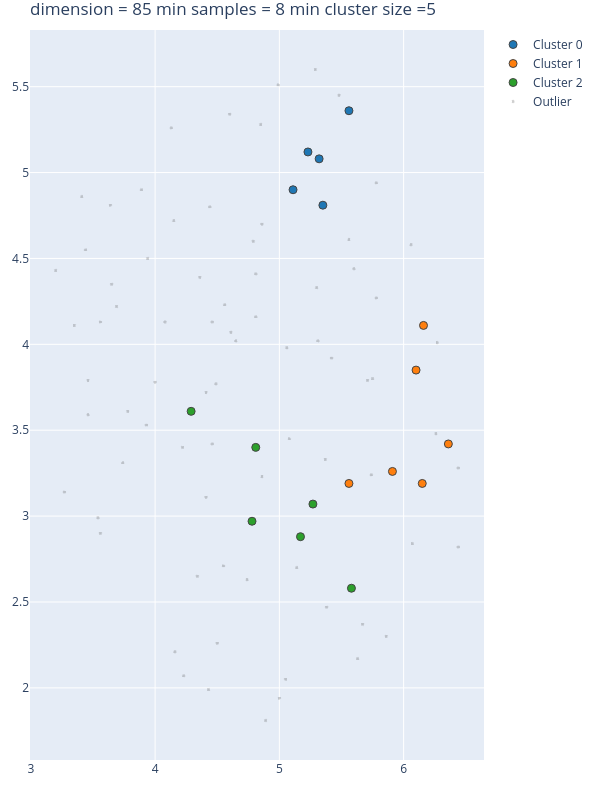 dimension = 85 min samples = 8 min cluster size =5
Cluster 0
Cluster 1
Cluster 2
Outlier
5.5
5
4.5
4
3.5
3
2.5
2
3 4 5 6